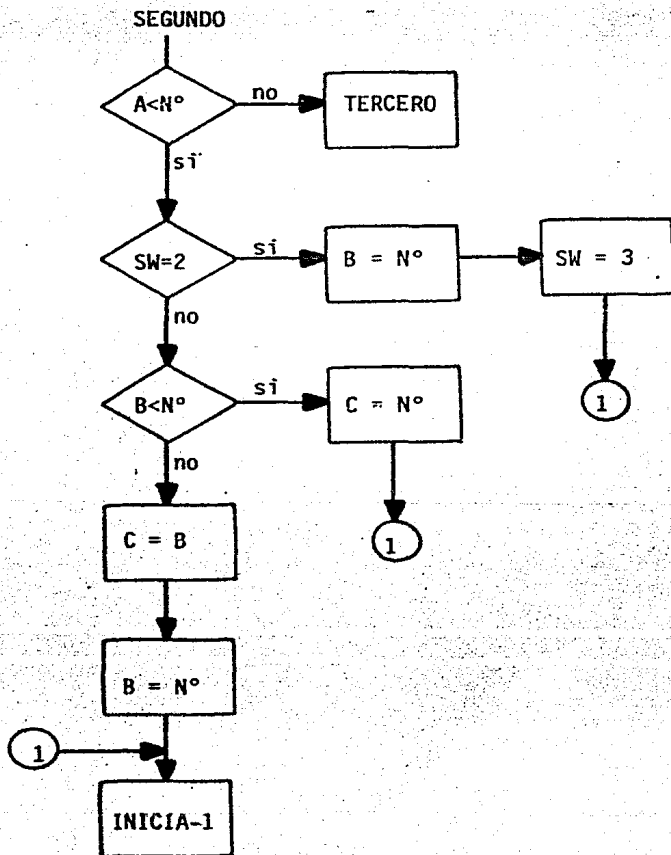 SEGUNDO
A<N°
no
TERCERO
si
SW=2
si
B = N°
SW = 3
no
1
B<N°
si
C = N°
no
1
C = B
B = N°
1
INICIA-1